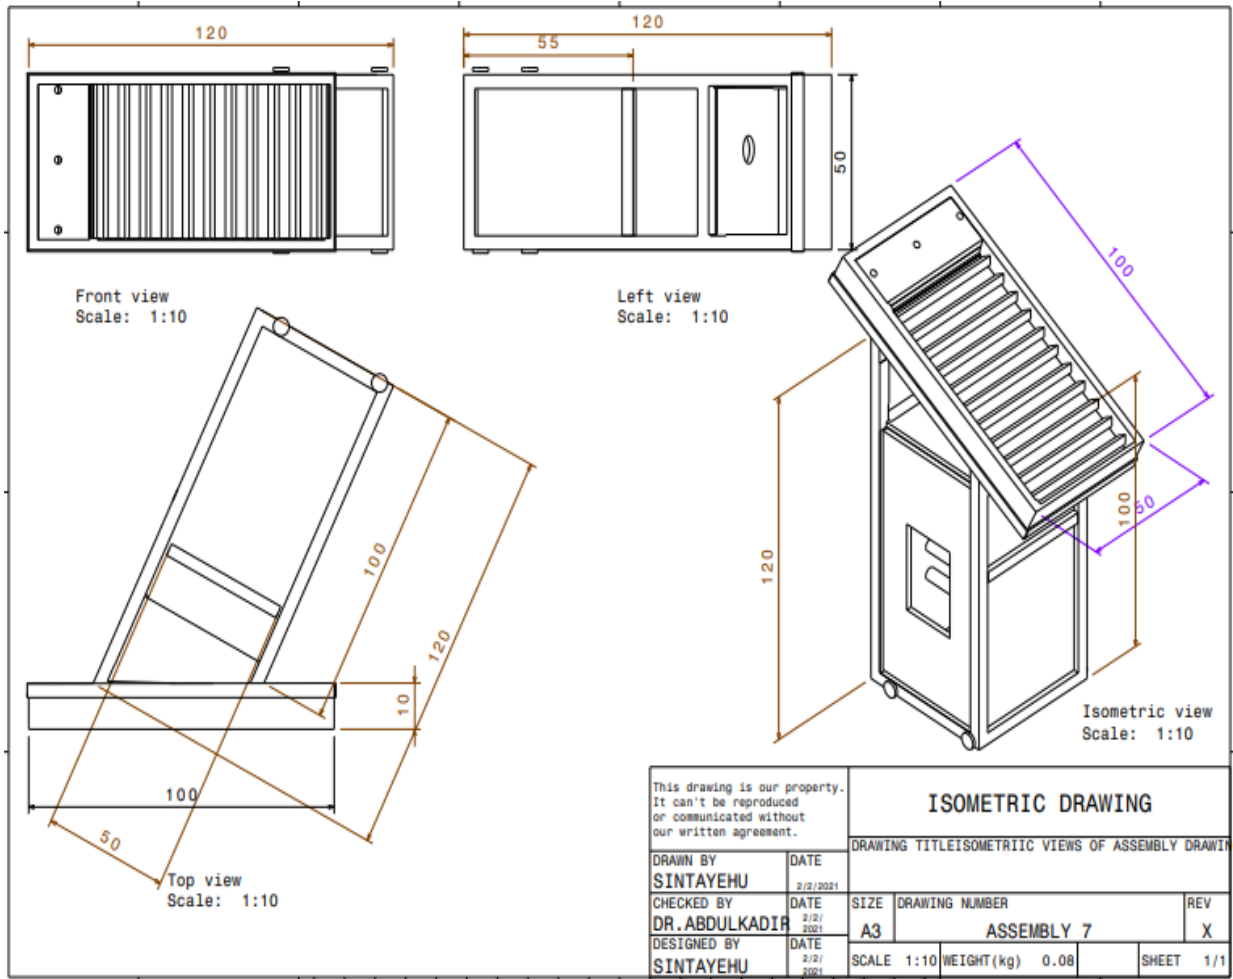 120
120
55
50
Front view
Scale: 1:10
Left view
Scale: 1:10
100
50
100
120
100
120
10
100
50
Top view
Scale: 1:10
Isometric view
Scale: 1:10
This drawing is our property.
It can't be reproduced
or communicated without
our written agreement.
ISOMETRIC DRAWING
DRAWING TITLEISOMETRIIC VIEWS OF ASSEMBLY DRAWIN
DRAWN BY
SINTAYEHU
DATE
2/2/2021
CHECKED BY
DR.ABDULKADIR
DATE
2/2/
2021
DESIGNED BY
SINTAYEHU
DATE
2/2/
2021
SIZE
A3
DRAWING NUMBER
ASSEMBLY 7
REV
X
SCALE 1:10
WEIGHT(kg) 0.08
SHEET 1/1